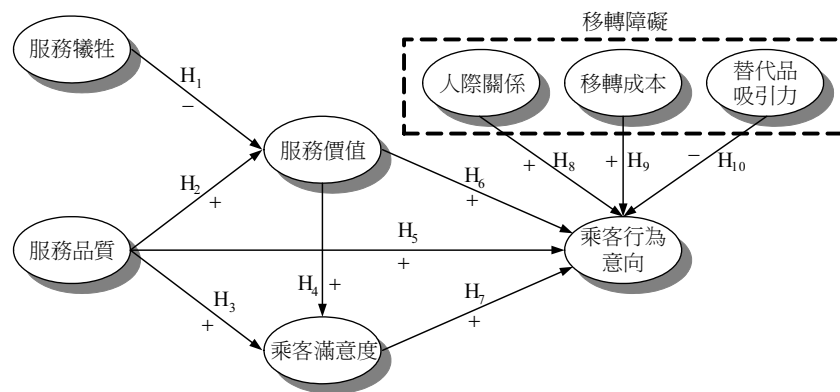 移轉障礙
服務犧牲
人際關係
移轉成本
替代品
吸引力
H1
−
服務價值
H8
+
H9
+
H10
−
H2
+
H6
+
服務品質
H5
+
乘客行為
意向
H3
+
H4
+
H7
+
乘客滿意度